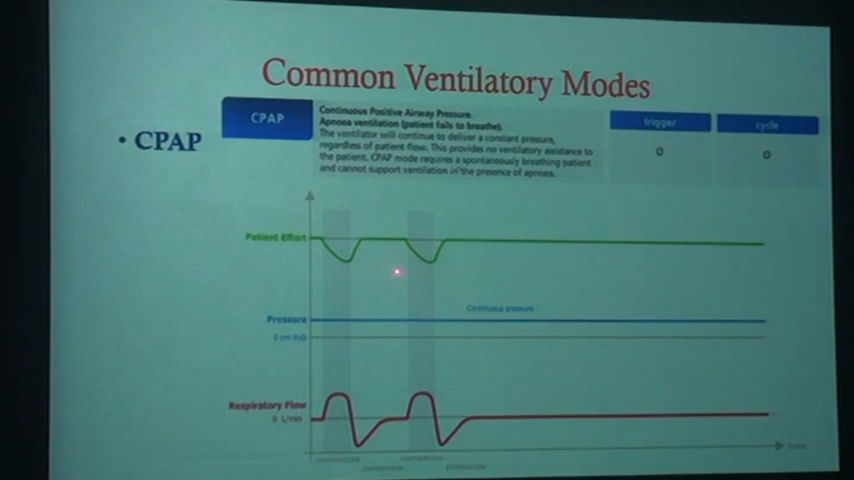 Common Ventilatory Modes
• CPAP
CPAP
Continuous Positive Airway Pressure.
Apnoea ventilation (patient fails to breathe).
The ventilator will continue to deliver a constant pressure,
regardless of patient flow. This provides no ventilatory assistance to
the patient. CPAP mode requires a spontaneously breathing patient
and cannot support ventilation in the presence of apnoea.
trigger
cycle
Ø
Ø
Patient Effort
Continuous pressure
Pressure
0 cm H₂O
Respiratory Flow
0 L/min
Time